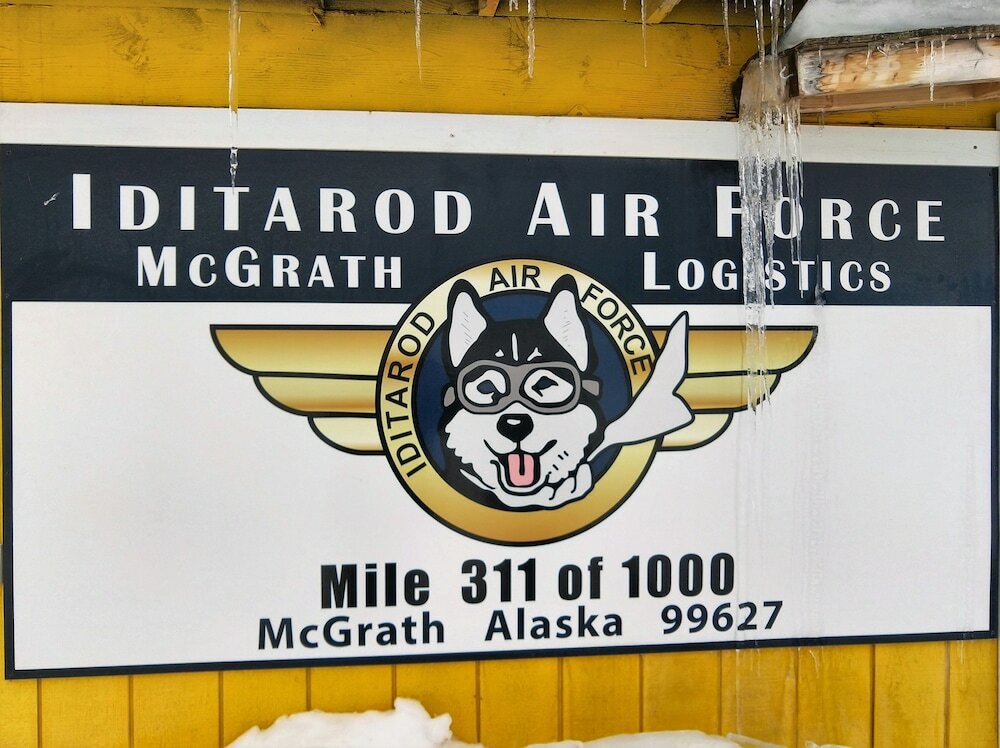 IDITAROD AIR FORCE
MCGRATH LOGISTICS
IDITAROD AIR FORCE
Mile 311 of 1000
McGrath Alaska 99627